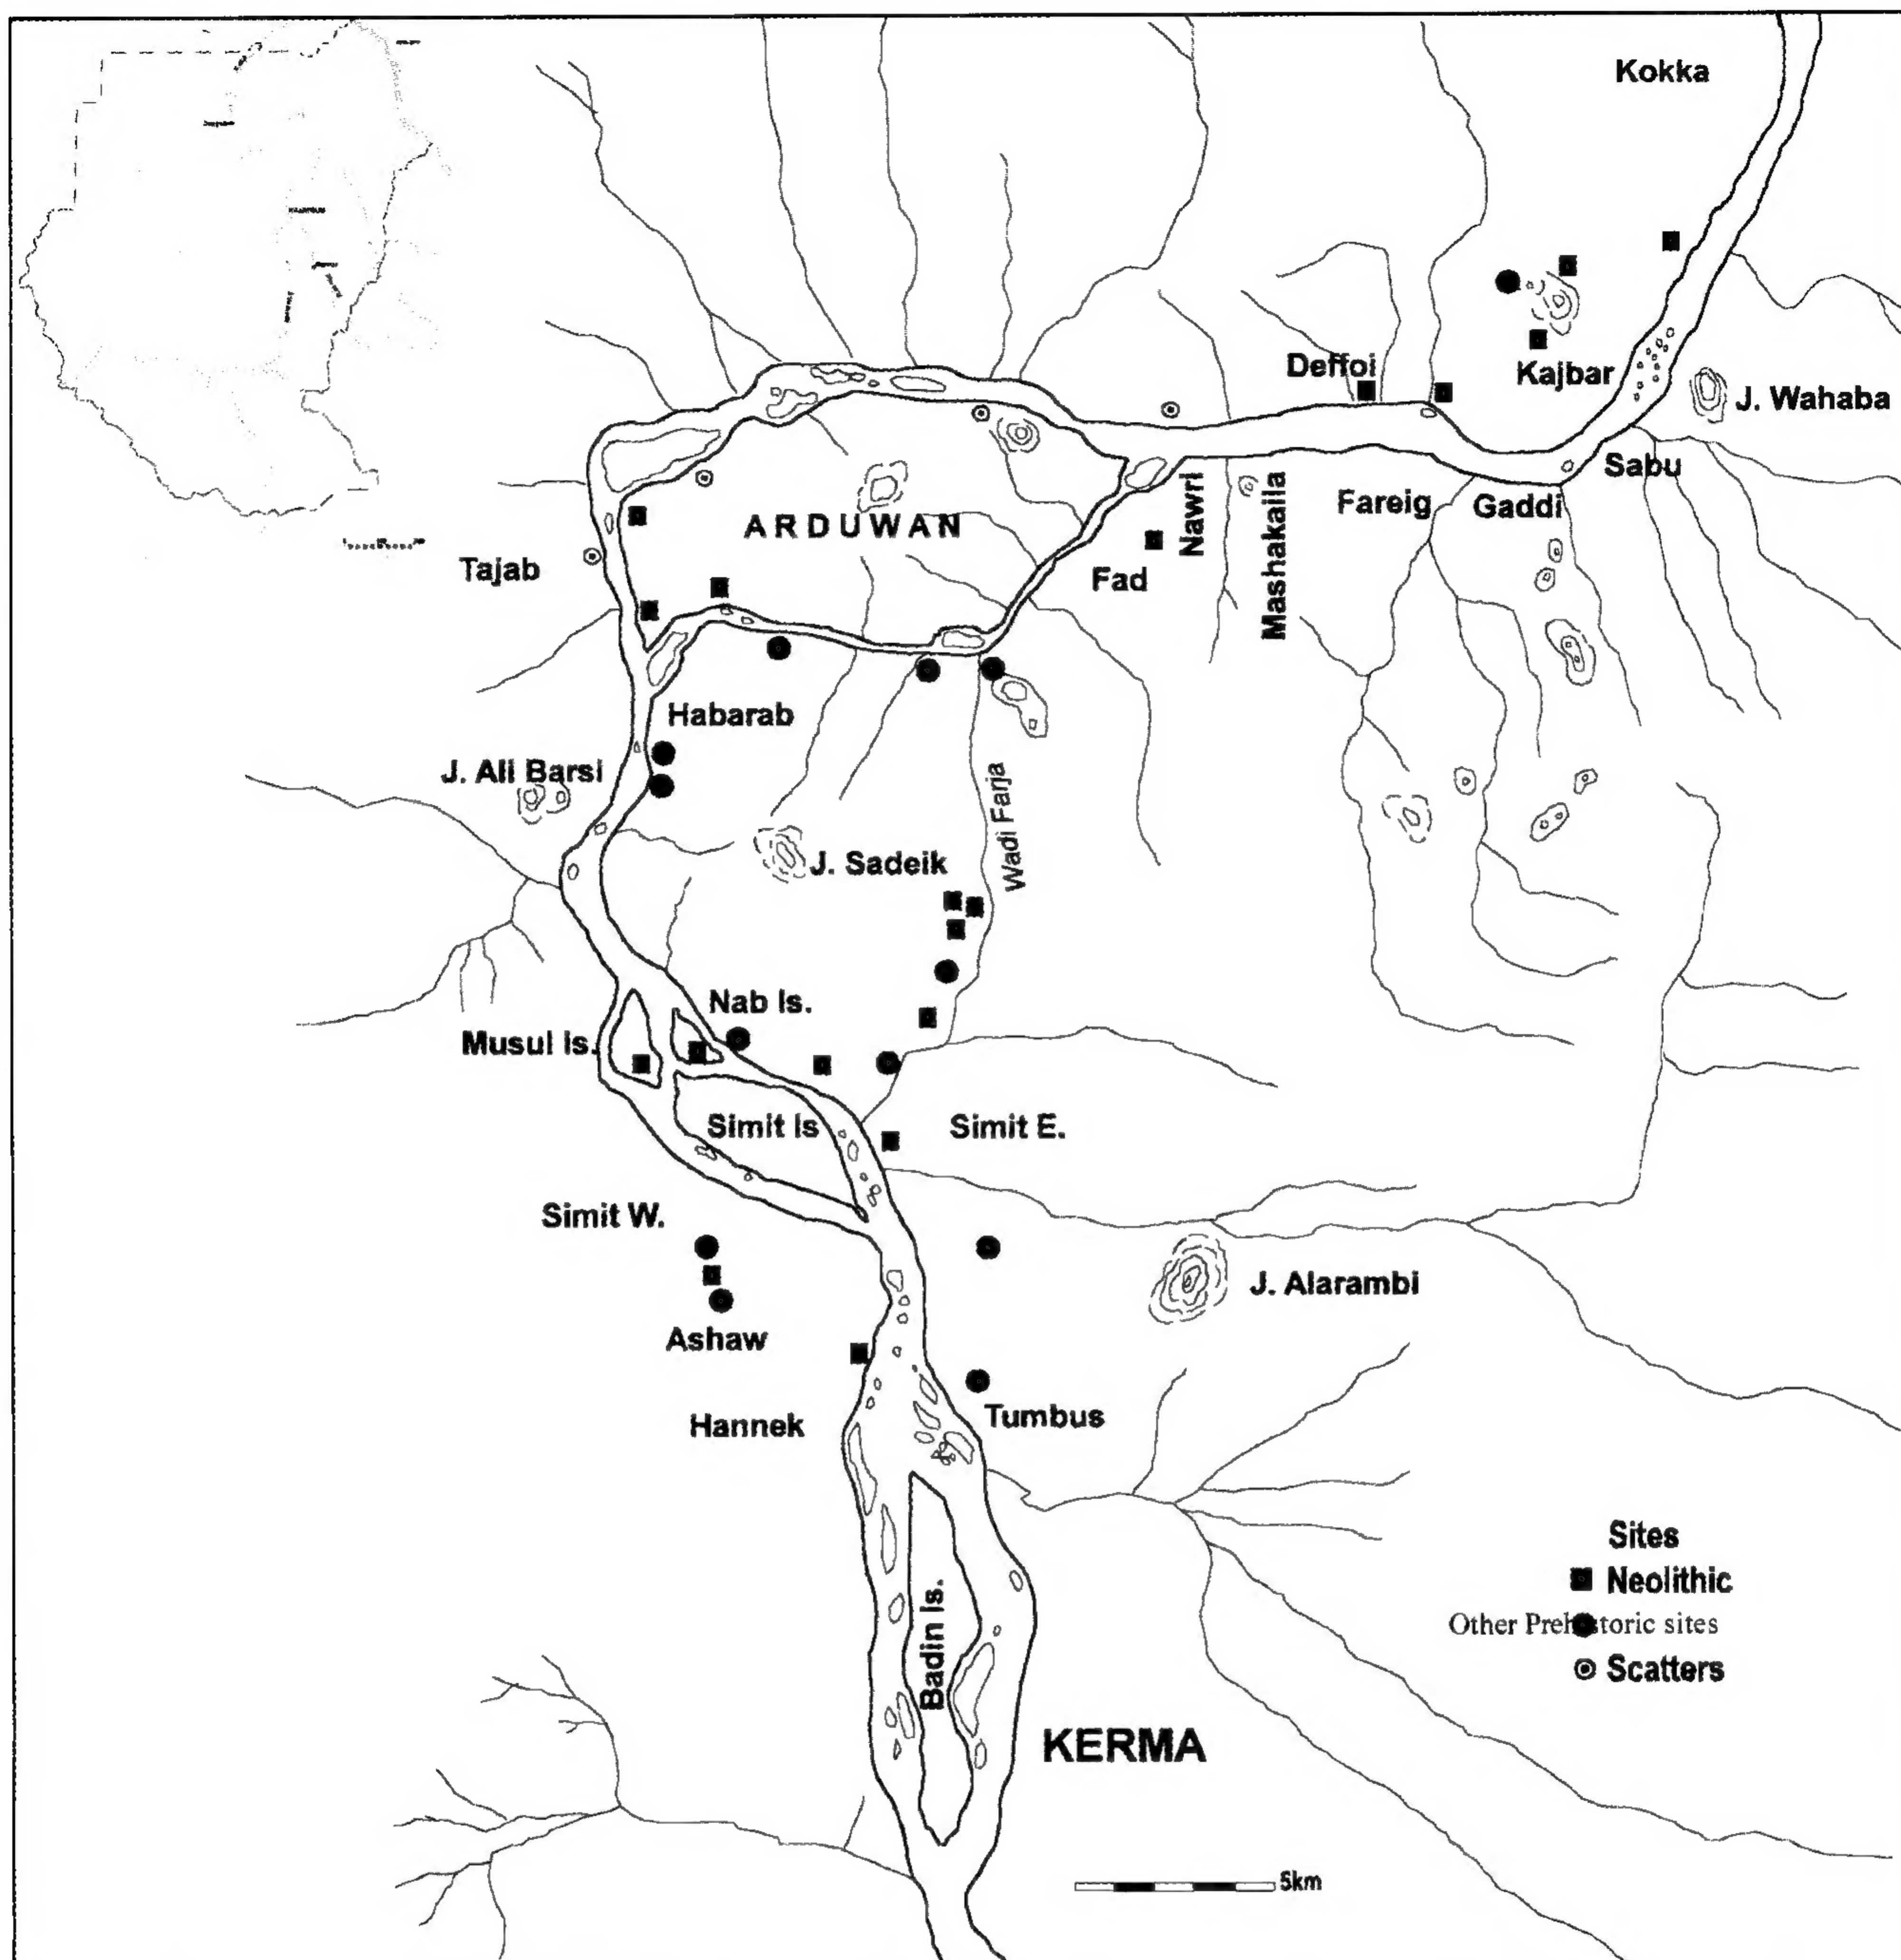 Kokka
Deffoi
Kajbar
J. Wahaba
Sabu
Fareig
Gaddi
Nawri
Mashakaila
Fad
ARDUWAN
Tajab
Habarab
J. Ali Barsi
J. Sadeik
Wadi Farja
Nab Is.
Musul Is.
Simit Is
Simit E.
Simit W.
J. Alarambi
Ashaw
Hannek
Tumbus
Badin Is.
KERMA
Sites
Neolithic
Other Prehistoric sites
Scatters
5km